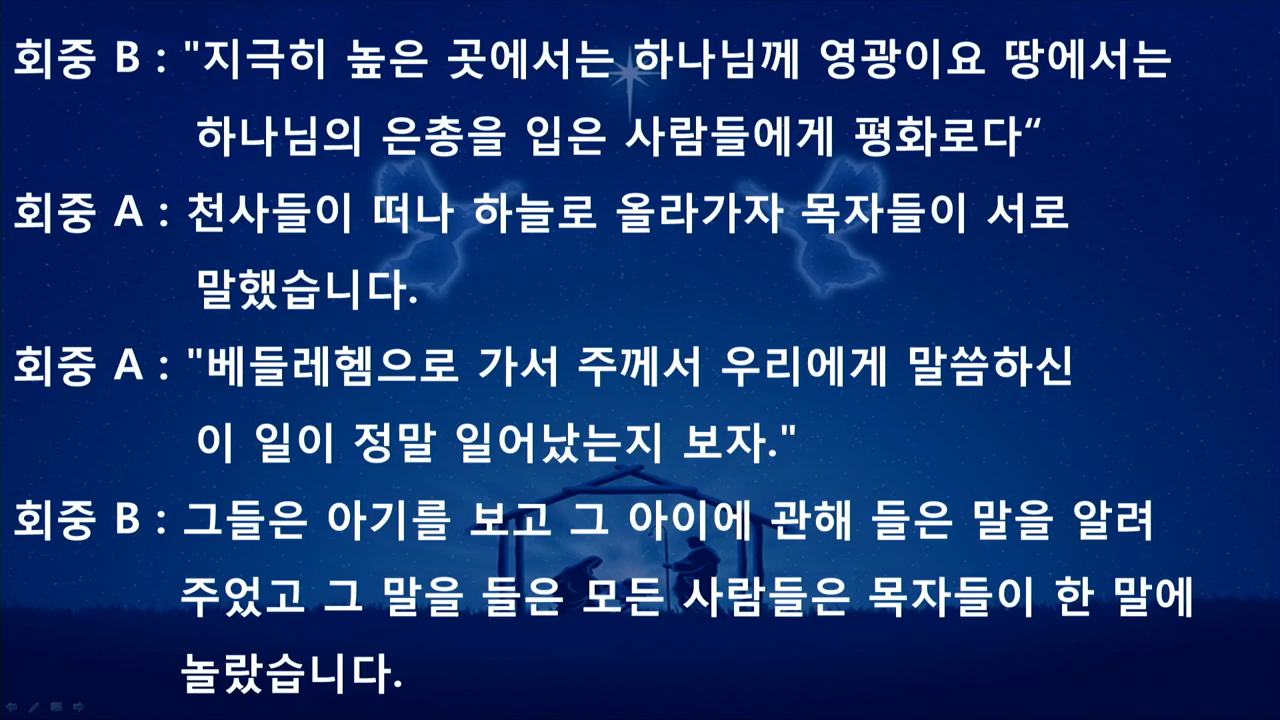 회중 B : "지극히 높은 곳에서는 하나님께 영광이요 땅에서는
하나님의 은총을 입은 사람들에게 평화로다“
회중 A : 천사들이 떠나 하늘로 올라가자 목자들이 서로
말했습니다.
회중 A : "베들레헴으로 가서 주께서 우리에게 말씀하신
이 일이 정말 일어났는지 보자."
회중 B : 그들은 아기를 보고 그 아이에 관해 들은 말을 알려
주었고 그 말을 들은 모든 사람들은 목자들이 한 말에
놀랐습니다.